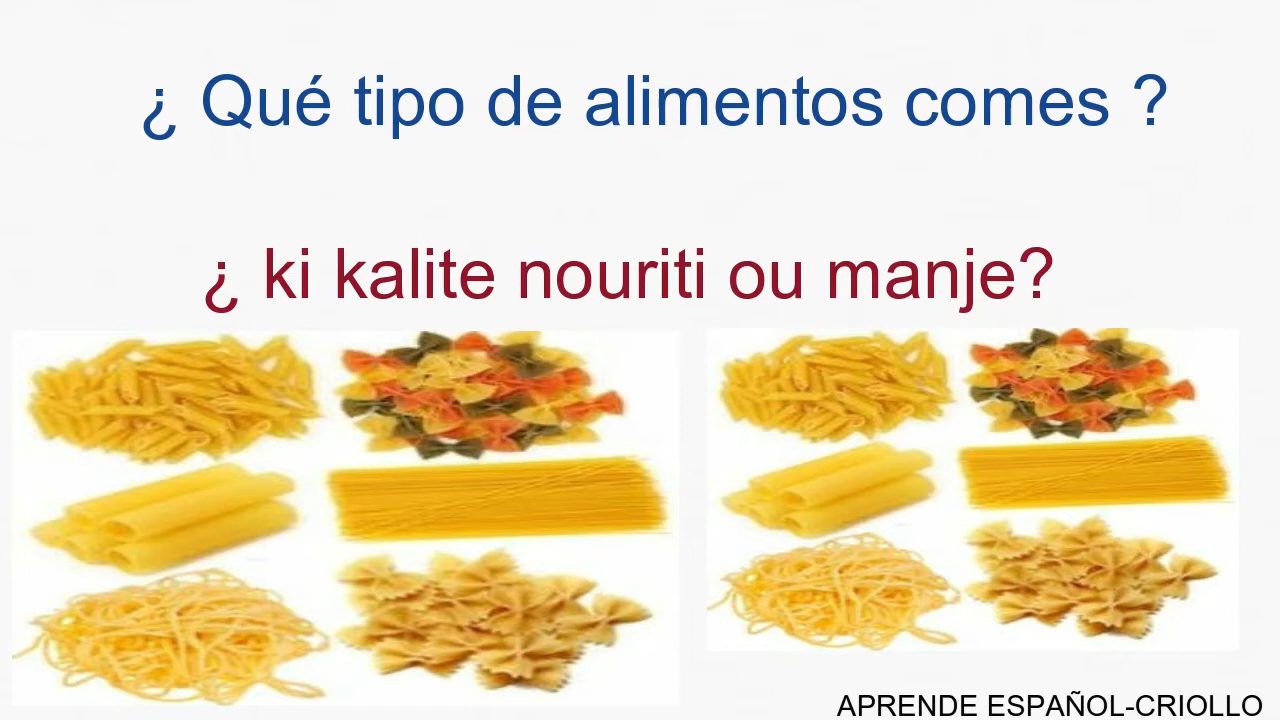 ¿ Qué tipo de alimentos comes ?
¿ ki kalite nouriti ou manje?
APRENDE ESPAÑOL-CRIOLLO